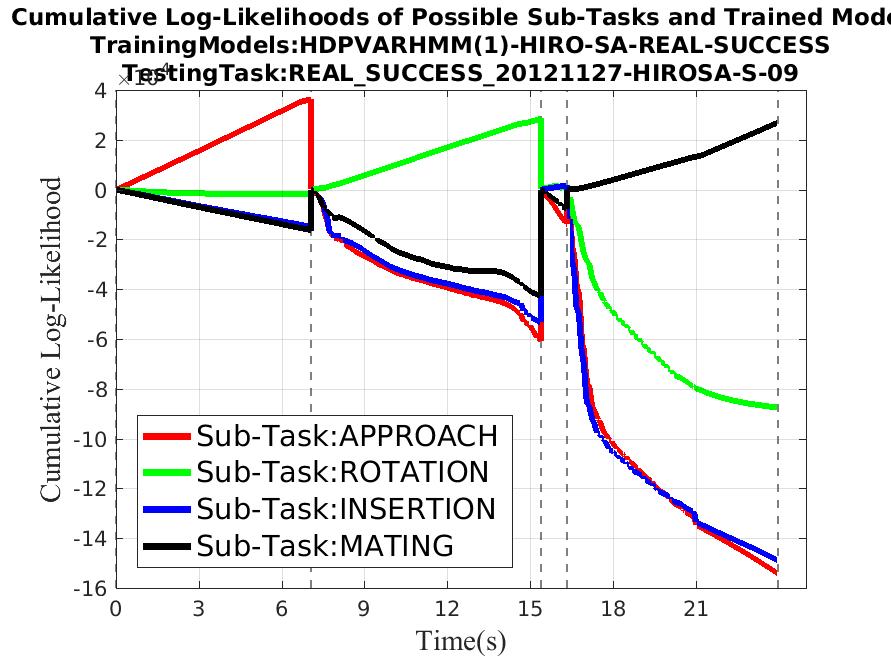 Cumulative Log-Likelihoods of Possible Sub-Tasks and Trained Mode
TrainingModels:HDPVARHMM(1)-HIRO-SA-REAL-SUCCESS
TestingTask:REAL_SUCCESS_20121127-HIROSA-S-09
×10⁴
4
2
0
-2
-4
-6
-8
-10
-12
-14
-16
Cumulative Log-Likelihood
Sub-Task:APPROACH
Sub-Task:ROTATION
Sub-Task:INSERTION
Sub-Task:MATING
0 3 6 9 12 15 18 21
Time(s)